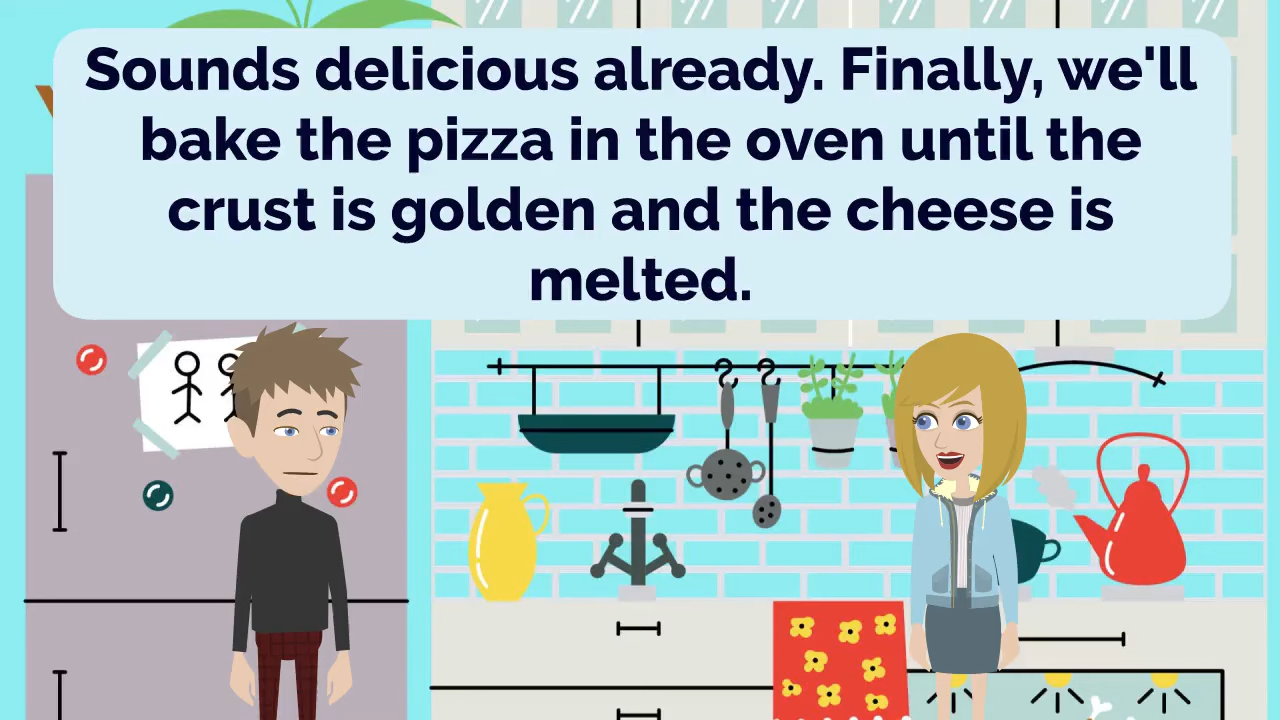 Sounds delicious already. Finally, we'll
bake the pizza in the oven until the
crust is golden and the cheese is
melted.